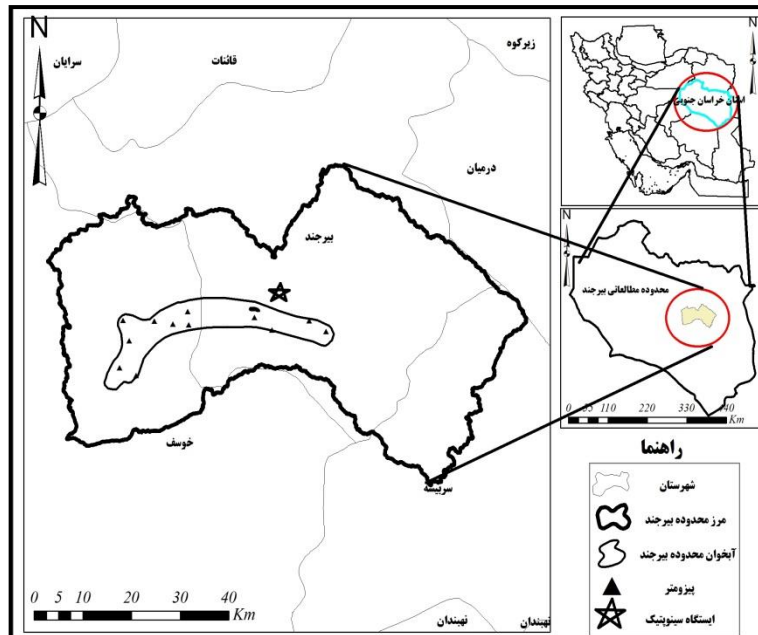 N
زیرکوه
قائنات
سرایان
درمیان
بیرجند
خوسف
سربیشه
نهبندان
نهبندان
0 5 10 20 30 40
Km
N
استان خراسان جنوبی
N
محدوده مطالعاتی بیرجند
0 55 110 220 330 440
Km
راهنما
شهرستان
مرز محدوده بیرجند
آبخوان محدوده بیرجند
پیزومتر
ایستگاه سینوپتیک